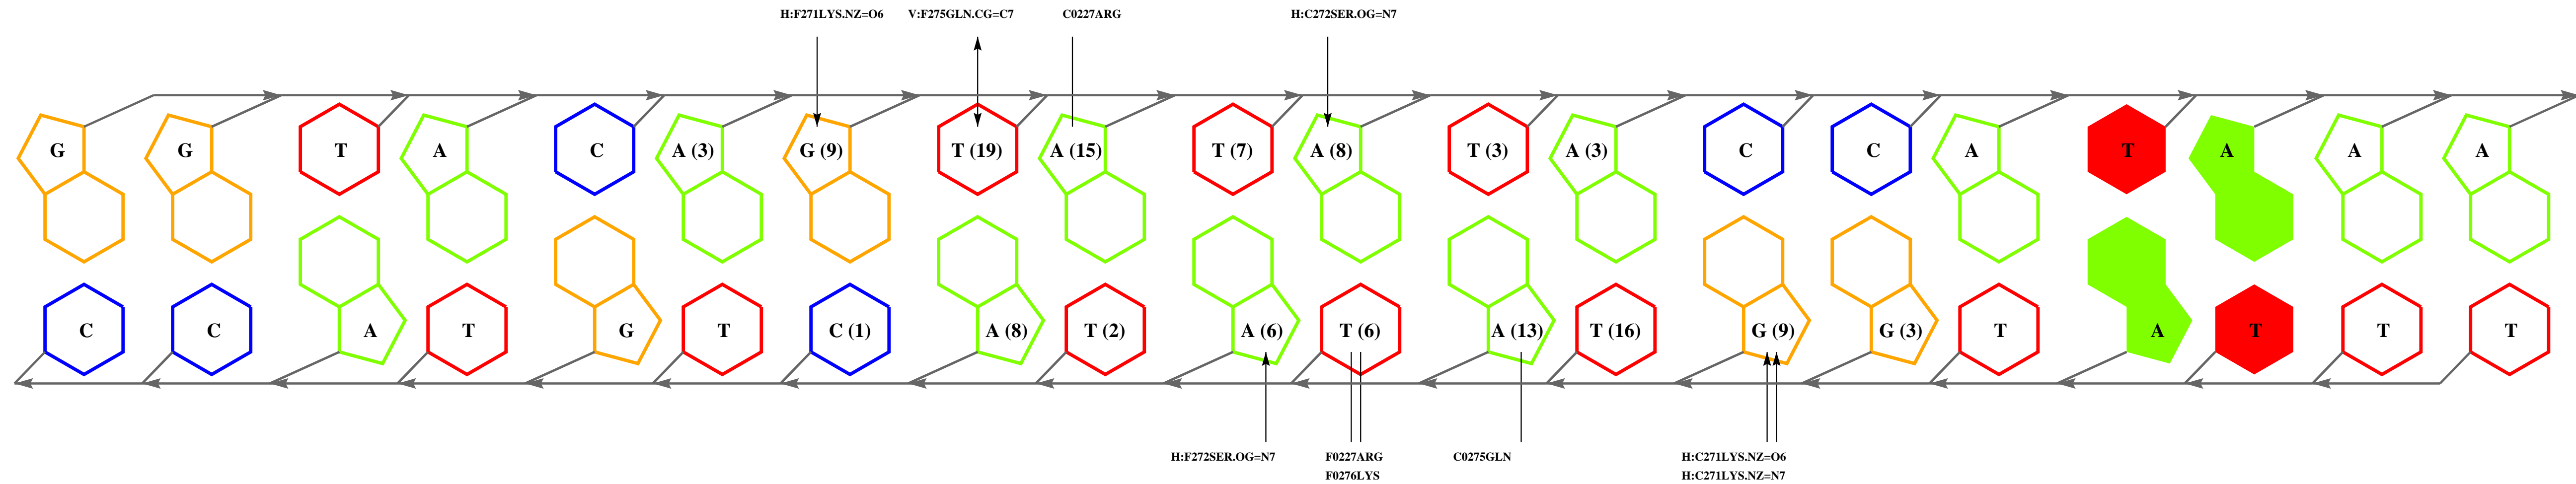 H:F271LYS.NZ=O6 V:F275GLN.CG=C7 C0227ARG H:C272SER.OG=N7
G G T A C A (3) G (9) T (19) A (15) T (7) A (8) T (3) A (3) C C A T A A A
C C A T G T C (1) A (8) T (2) A (6) T (6) A (13) T (16) G (9) G (3) T A T T T
H:F272SER.OG=N7 F0227ARG C0275GLN H:C271LYS.NZ=O6
F0276LYS H:C271LYS.NZ=N7